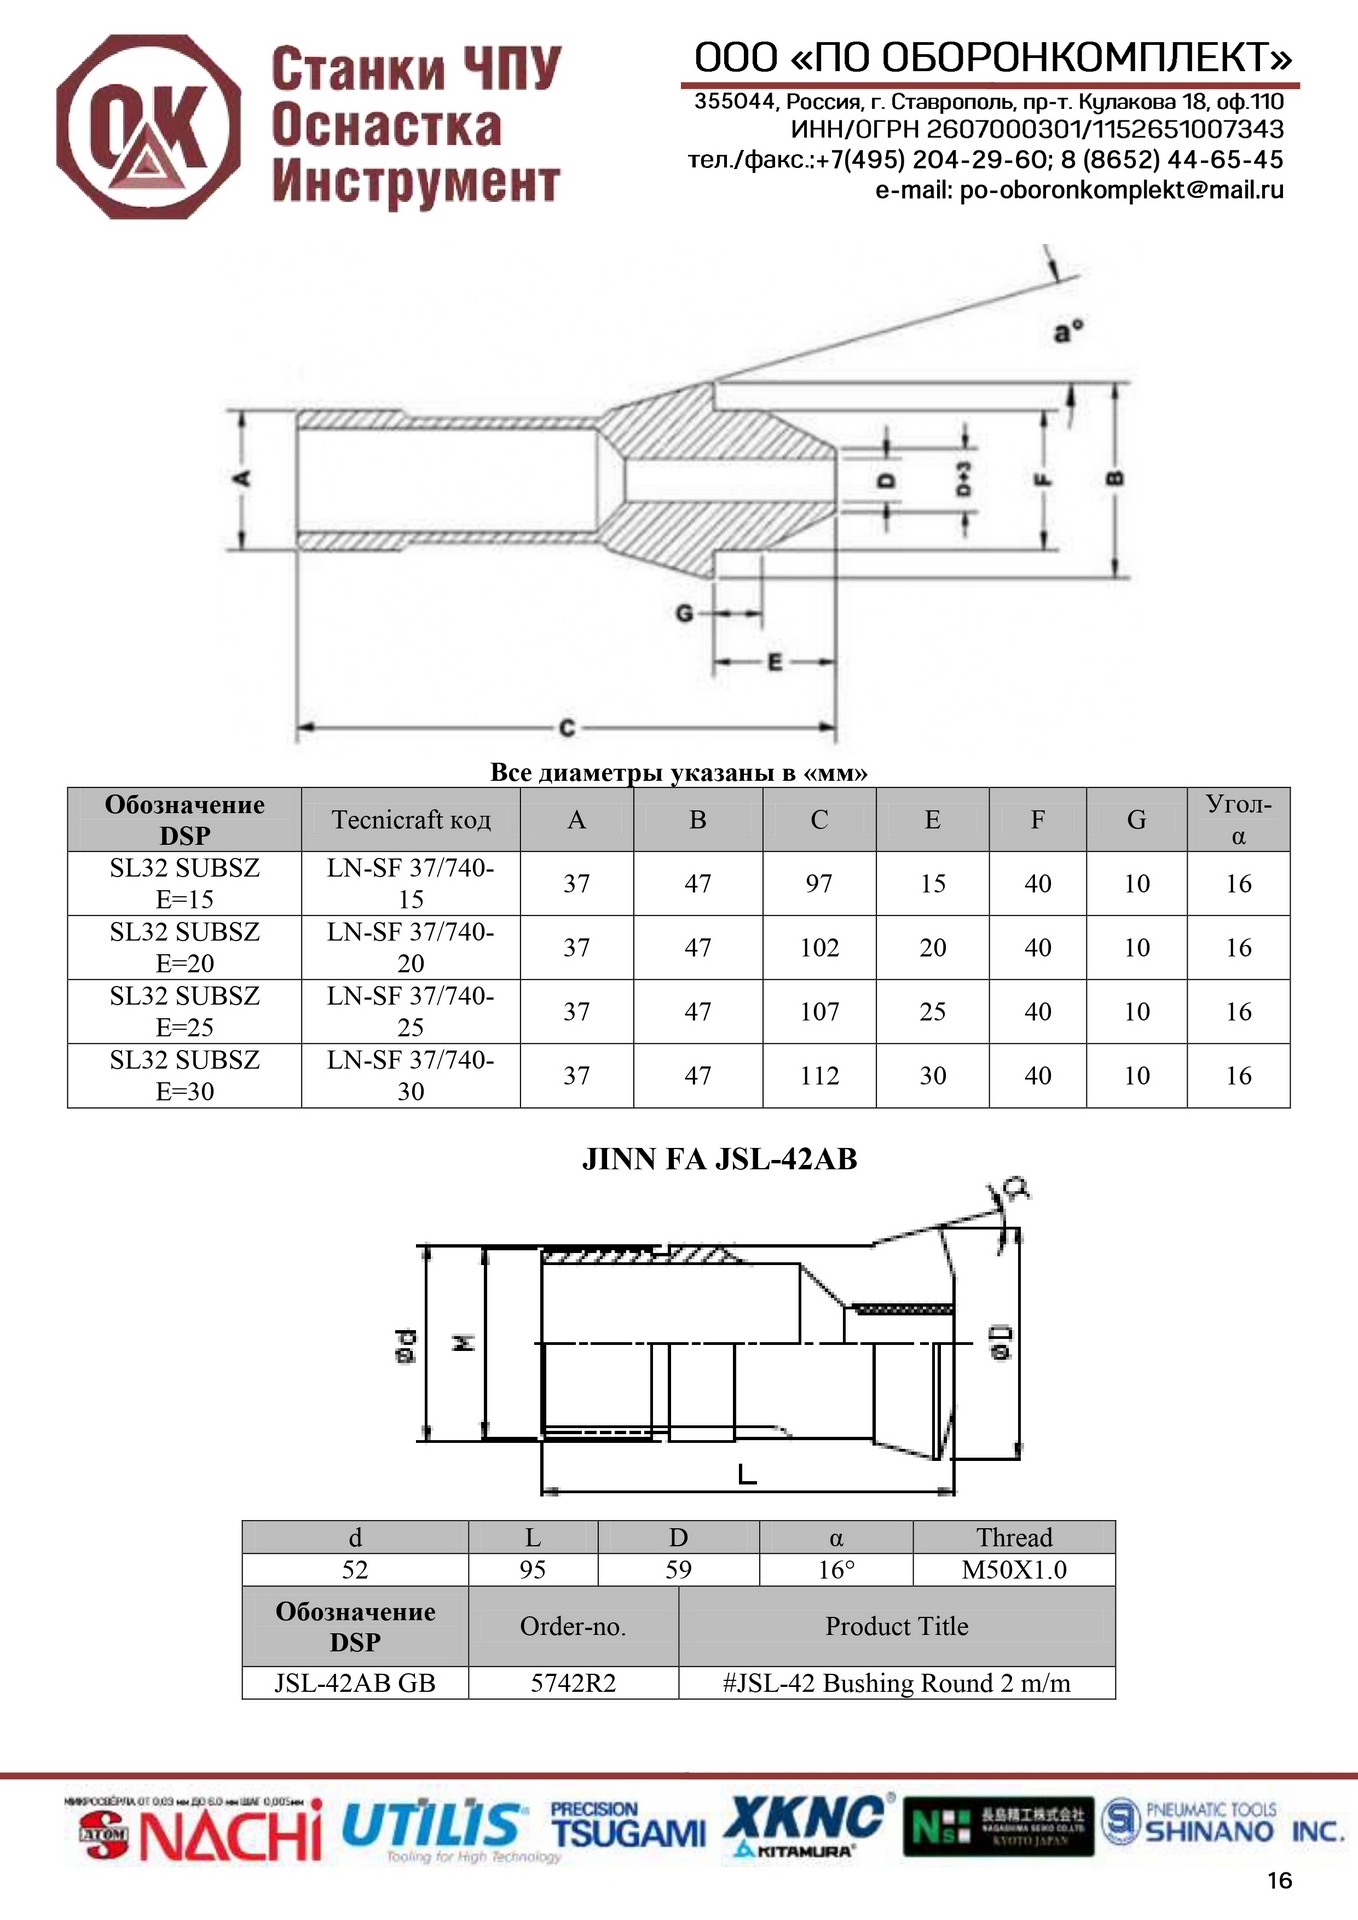 ОК
Станки ЧПУ
Оснастка
Инструмент
ООО «ПО ОБОРОНКОМПЛЕКТ»
355044, Россия, г. Ставрополь, пр-т. Кулакова 18, оф.110
ИНН/ОГРН 2607000301/1152651007343
тел./факс.:+7(495) 204-29-60; 8 (8652) 44-65-45
e-mail: po-oboronkomplekt@mail.ru
a°
A
D
D+3
F
B
G
E
C
Все диаметры указаны в «мм»
Обозначение DSP Tecnicraft код A B C E F G Угол-α
SL32 SUBSZ E=15 LN-SF 37/740-15 37 47 97 15 40 10 16
SL32 SUBSZ E=20 LN-SF 37/740-20 37 47 102 20 40 10 16
SL32 SUBSZ E=25 LN-SF 37/740-25 37 47 107 25 40 10 16
SL32 SUBSZ E=30 LN-SF 37/740-30 37 47 112 30 40 10 16
JINN FA JSL-42AB
α
ød
M
øD
L
d L D α Thread
52 95 59 16° M50X1.0
Обозначение DSP Order-no. Product Title
JSL-42AB GB 5742R2 #JSL-42 Bushing Round 2 m/m
МИКРОСВЁРЛА ОТ 0,03 мм ДО 6.0 мм ШАГ 0,005мм
ATOM
NACHI
UTILIS
Tooling for High Technology
PRECISION
TSUGAMI
XKNC®
KITAMURA®
Ns
長島精工株式会社
NAGASHIMA SEIKO CO.LTD.
KYOTO JAPAN
PNEUMATIC TOOLS
SHINANO INC.
16